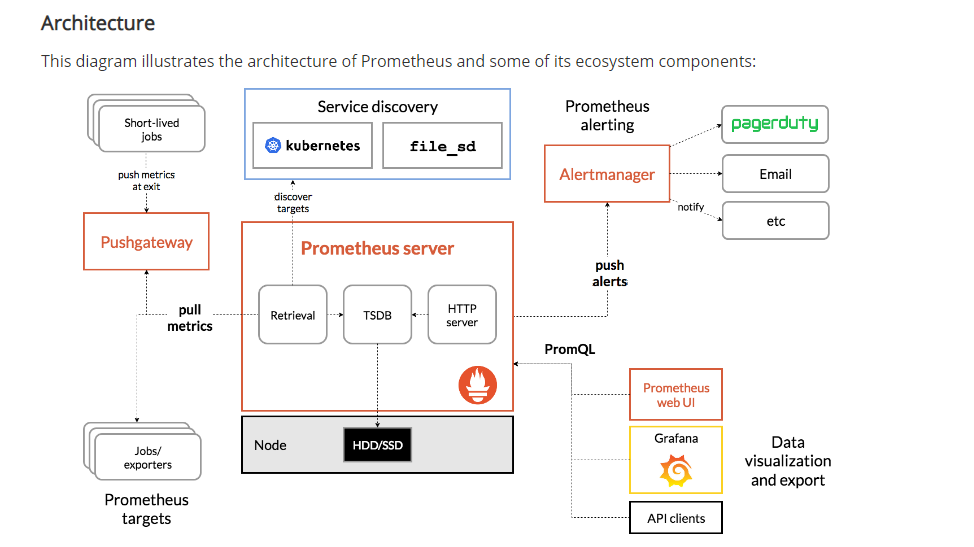 Architecture
This diagram illustrates the architecture of Prometheus and some of its ecosystem components:
Short-lived
jobs
push metrics
at exit
Pushgateway
Service discovery
kubernetes
file_sd
discover
targets
Prometheus
alerting
Alertmanager
pagerduty
Email
notify
etc
Prometheus server
Retrieval
TSDB
HTTP
server
pull
metrics
push
alerts
PromQL
Node
HDD/SSD
Jobs/
exporters
Prometheus
targets
Prometheus
web UI
Grafana
API clients
Data
visualization
and export